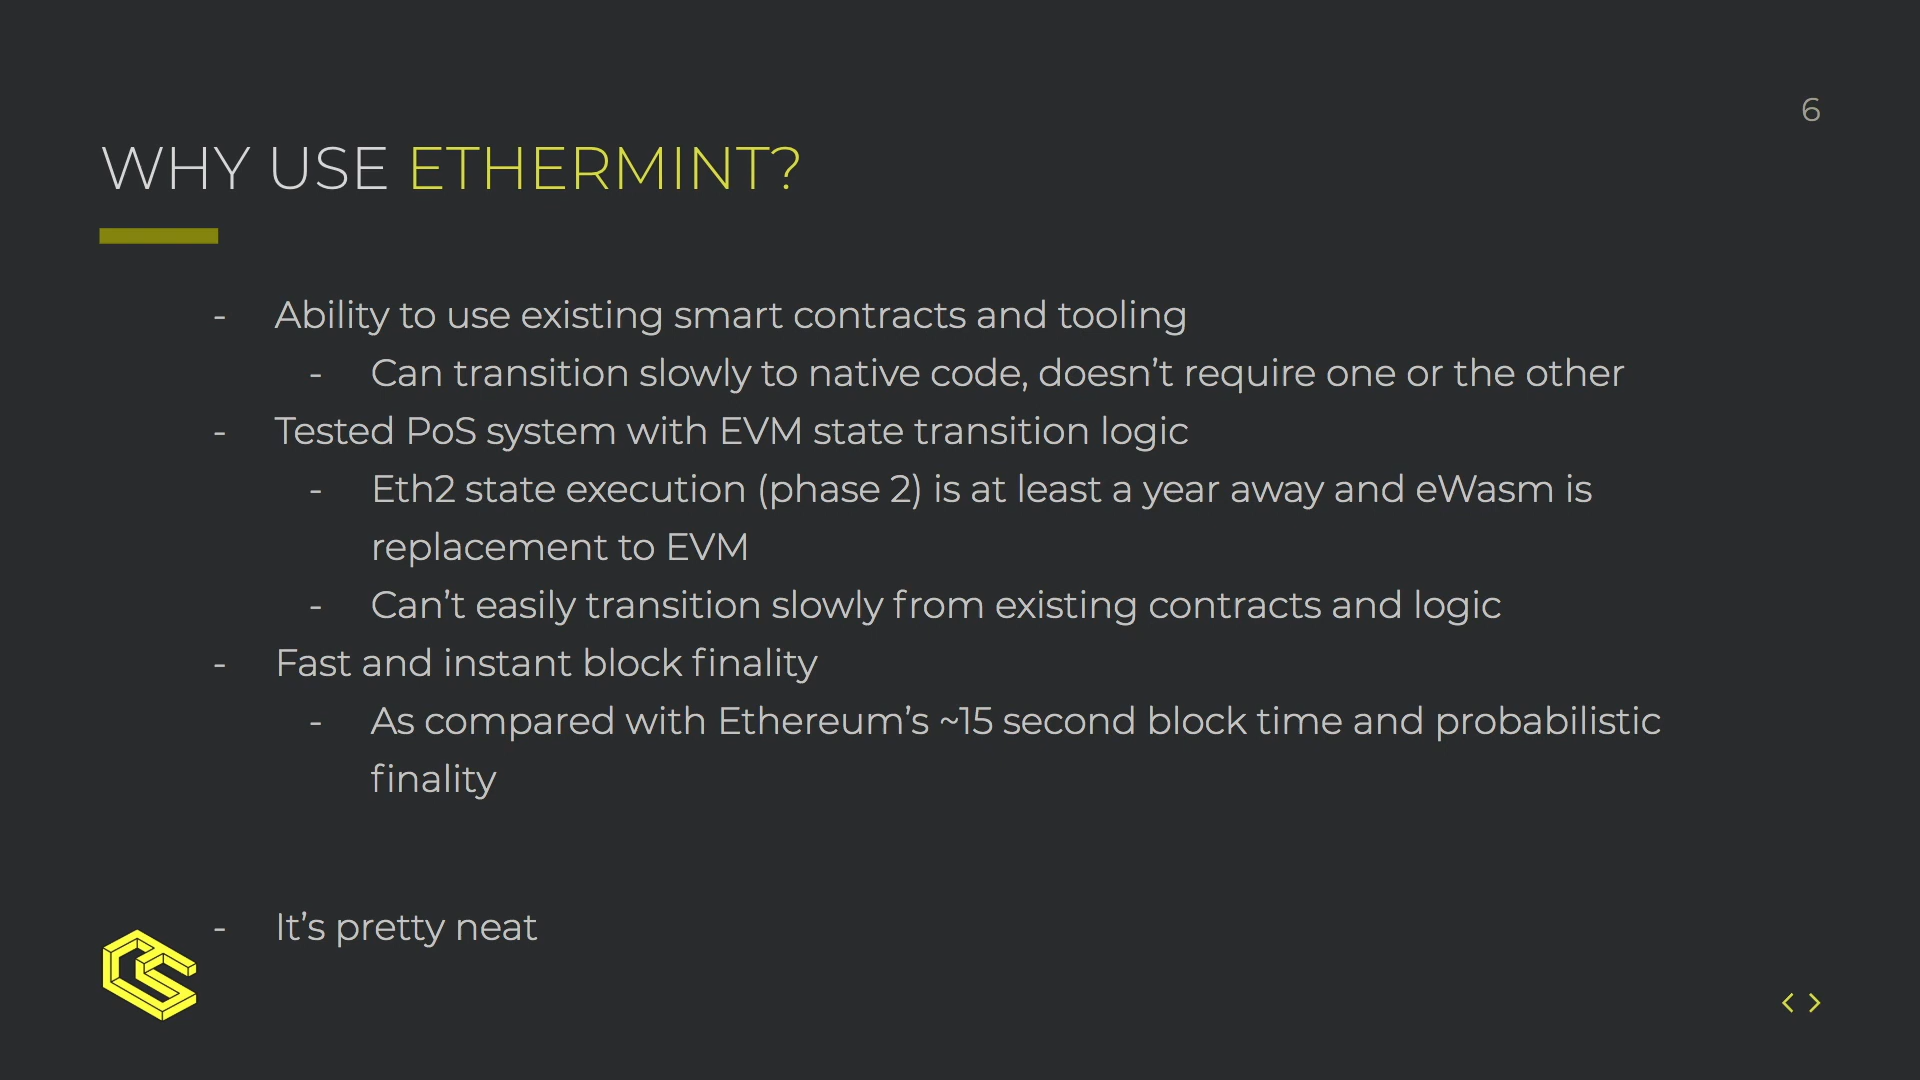 6
WHY USE ETHERMINT?
- Ability to use existing smart contracts and tooling
- Can transition slowly to native code, doesn’t require one or the other
- Tested PoS system with EVM state transition logic
- Eth2 state execution (phase 2) is at least a year away and eWasm is
replacement to EVM
- Can’t easily transition slowly from existing contracts and logic
- Fast and instant block finality
- As compared with Ethereum’s ~15 second block time and probabilistic
finality
- It’s pretty neat
CS
< >